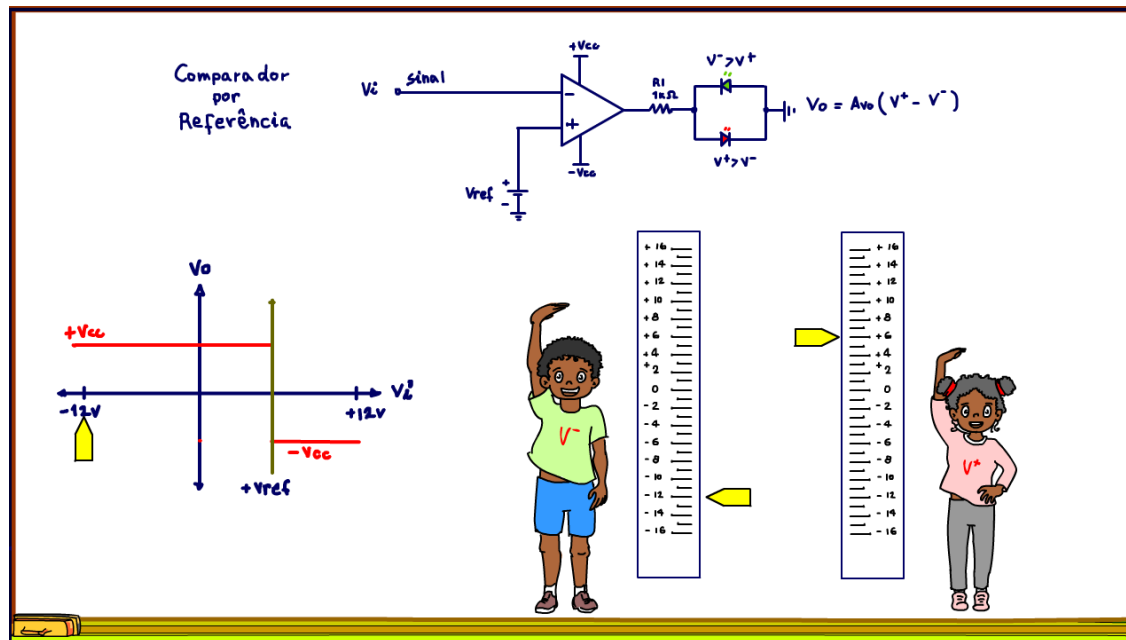 Comparador
por
Referência
Vi
sinal
+Vcc
-
+
-Vcc
R1
1kΩ
V⁻>V⁺
V⁺>V⁻
Vo = Avo (V⁺ - V⁻)
Vref
+
-
Vo
+Vcc
-12V
+12V
Vi
-Vcc
+Vref
+ 16
+ 14
+ 12
+ 10
+ 8
+ 6
+ 4
+ 2
0
- 2
- 4
- 6
- 8
- 10
- 12
- 14
- 16
+ 16
+ 14
+ 12
+ 10
+ 8
+ 6
+ 4
+ 2
0
- 2
- 4
- 6
- 8
- 10
- 12
- 14
- 16
V⁻
V⁺